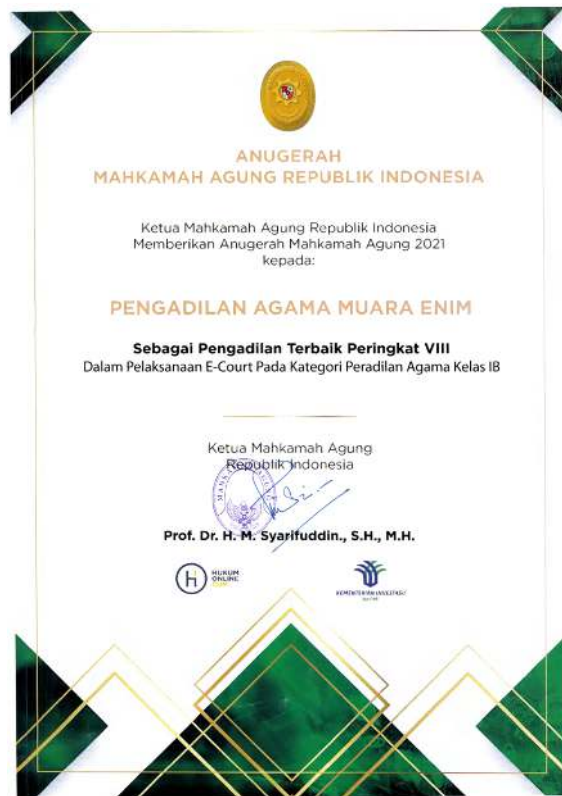 ANUGERAH
MAHKAMAH AGUNG REPUBLIK INDONESIA
Ketua Mahkamah Agung Republik Indonesia
Memberikan Anugerah Mahkamah Agung 2021
kepada:
PENGADILAN AGAMA MUARA ENIM
Sebagai Pengadilan Terbaik Peringkat VIII
Dalam Pelaksanaan E-Court Pada Kategori Peradilan Agama Kelas IB
Ketua Mahkamah Agung
Republik Indonesia
Prof. Dr. H. M. Syarifuddin., S.H., M.H.
HUKUM
ONLINE
.COM
KEMENTERIAN INVESTASI/